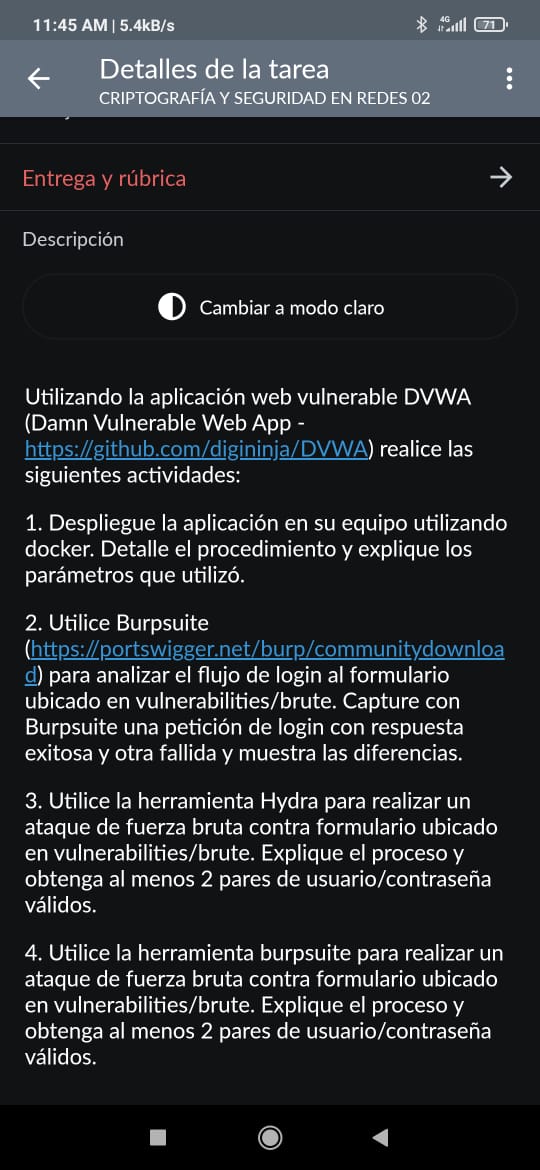 11:45 AM | 5.4kB/s
4G
71
Detalles de la tarea
CRIPTOGRAFÍA Y SEGURIDAD EN REDES 02
Entrega y rúbrica
Descripción
Cambiar a modo claro
Utilizando la aplicación web vulnerable DVWA
(Damn Vulnerable Web App -
https://github.com/digininja/DVWA) realice las
siguientes actividades:
1. Despliegue la aplicación en su equipo utilizando
docker. Detalle el procedimiento y explique los
parámetros que utilizó.
2. Utilice Burpsuite
(https://portswigger.net/burp/communitydownloa
d) para analizar el flujo de login al formulario
ubicado en vulnerabilities/brute. Capture con
Burpsuite una petición de login con respuesta
exitosa y otra fallida y muestra las diferencias.
3. Utilice la herramienta Hydra para realizar un
ataque de fuerza bruta contra formulario ubicado
en vulnerabilities/brute. Explique el proceso y
obtenga al menos 2 pares de usuario/contraseña
válidos.
4. Utilice la herramienta burpsuite para realizar un
ataque de fuerza bruta contra formulario ubicado
en vulnerabilities/brute. Explique el proceso y
obtenga al menos 2 pares de usuario/contraseña
válidos.